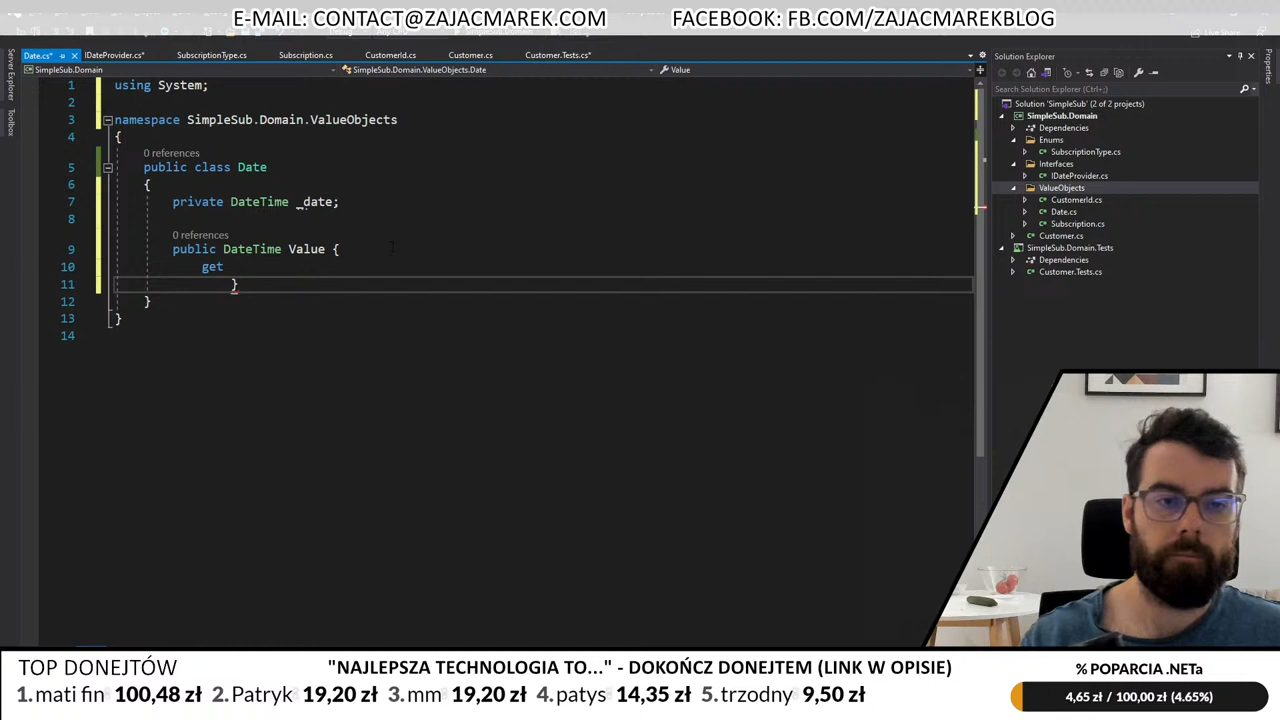 E-MAIL: CONTACT@ZAJACMAREK.COM
FACEBOOK: FB.COM/ZAJACMAREKBLOG
Live Share
Date.cs*
IDateProvider.cs*
SubscriptionType.cs
Subscription.cs
CustomerId.cs
Customer.cs
Customer.Tests.cs*
SimpleSub.Domain
SimpleSub.Domain.ValueObjects.Date
Value
Server Explorer
Toolbox
1 using System;
2
3 namespace SimpleSub.Domain.ValueObjects
4 {
0 references
5 public class Date
6 {
7 private DateTime _date;
8
0 references
9 public DateTime Value {
10 get
11 }
12 }
13 }
14
Solution Explorer
Search Solution Explorer (Ctrl+;)
Solution 'SimpleSub' (2 of 2 projects)
SimpleSub.Domain
Dependencies
Enums
SubscriptionType.cs
Interfaces
IDateProvider.cs
ValueObjects
CustomerId.cs
Date.cs
Subscription.cs
Customer.cs
SimpleSub.Domain.Tests
Dependencies
Customer.Tests.cs
Properties
TOP DONEJTÓW
"NAJLEPSZA TECHNOLOGIA TO..." - DOKOŃCZ DONEJTEM (LINK W OPISIE)
% POPARCIA .NETa
1. mati fin 100,48 zł 2. Patryk 19,20 zł 3. mm 19,20 zł 4. patys 14,35 zł 5. trzodny 9,50 zł
4,65 zł / 100,00 zł (4.65%)